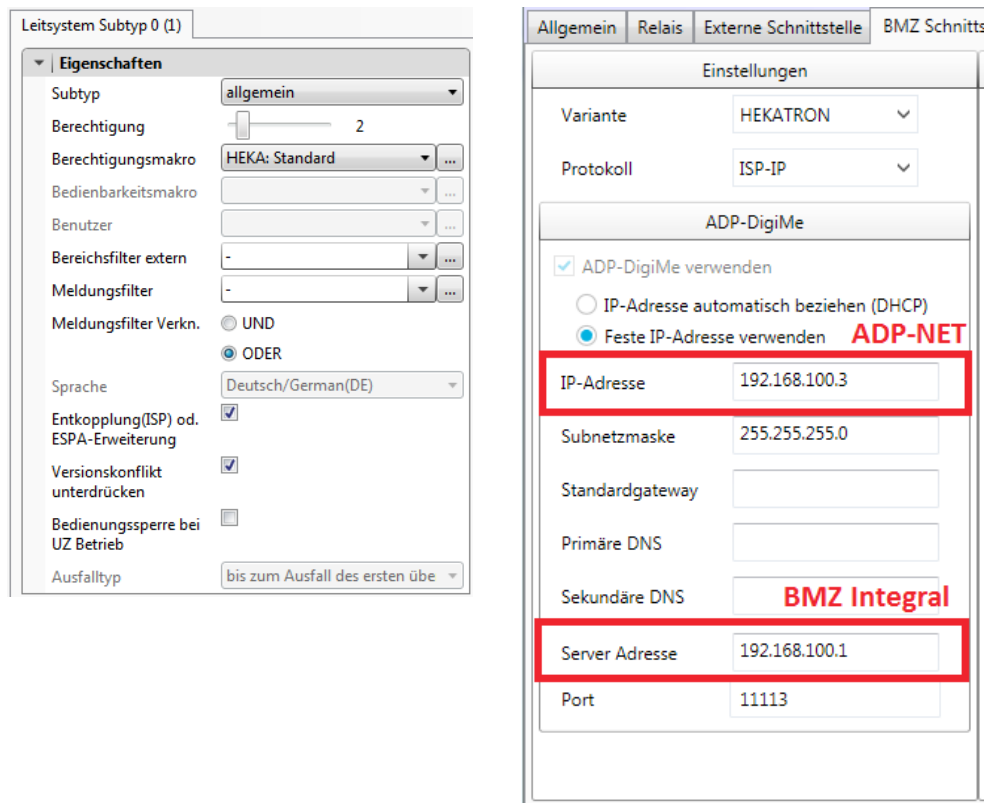 Leitsystem Subtyp 0 (1)
Eigenschaften
Subtyp
allgemein
Berechtigung
2
Berechtigungsmakro
HEKA: Standard
...
Bedienbarkeitsmakro
...
Benutzer
...
Bereichsfilter extern
-
...
Meldungsfilter
-
...
Meldungsfilter Verkn.
UND
ODER
Sprache
Deutsch/German(DE)
Entkopplung(ISP) od.
ESPA-Erweiterung
Versionskonflikt
unterdrücken
Bedienungssperre bei
UZ Betrieb
Ausfalltyp
bis zum Ausfall des ersten übe
Allgemein
Relais
Externe Schnittstelle
BMZ Schnitts
Einstellungen
Variante
HEKATRON
Protokoll
ISP-IP
ADP-DigiMe
ADP-DigiMe verwenden
IP-Adresse automatisch beziehen (DHCP)
Feste IP-Adresse verwenden
ADP-NET
IP-Adresse
192.168.100.3
Subnetzmaske
255.255.255.0
Standardgateway
Primäre DNS
Sekundäre DNS
BMZ Integral
Server Adresse
192.168.100.1
Port
11113